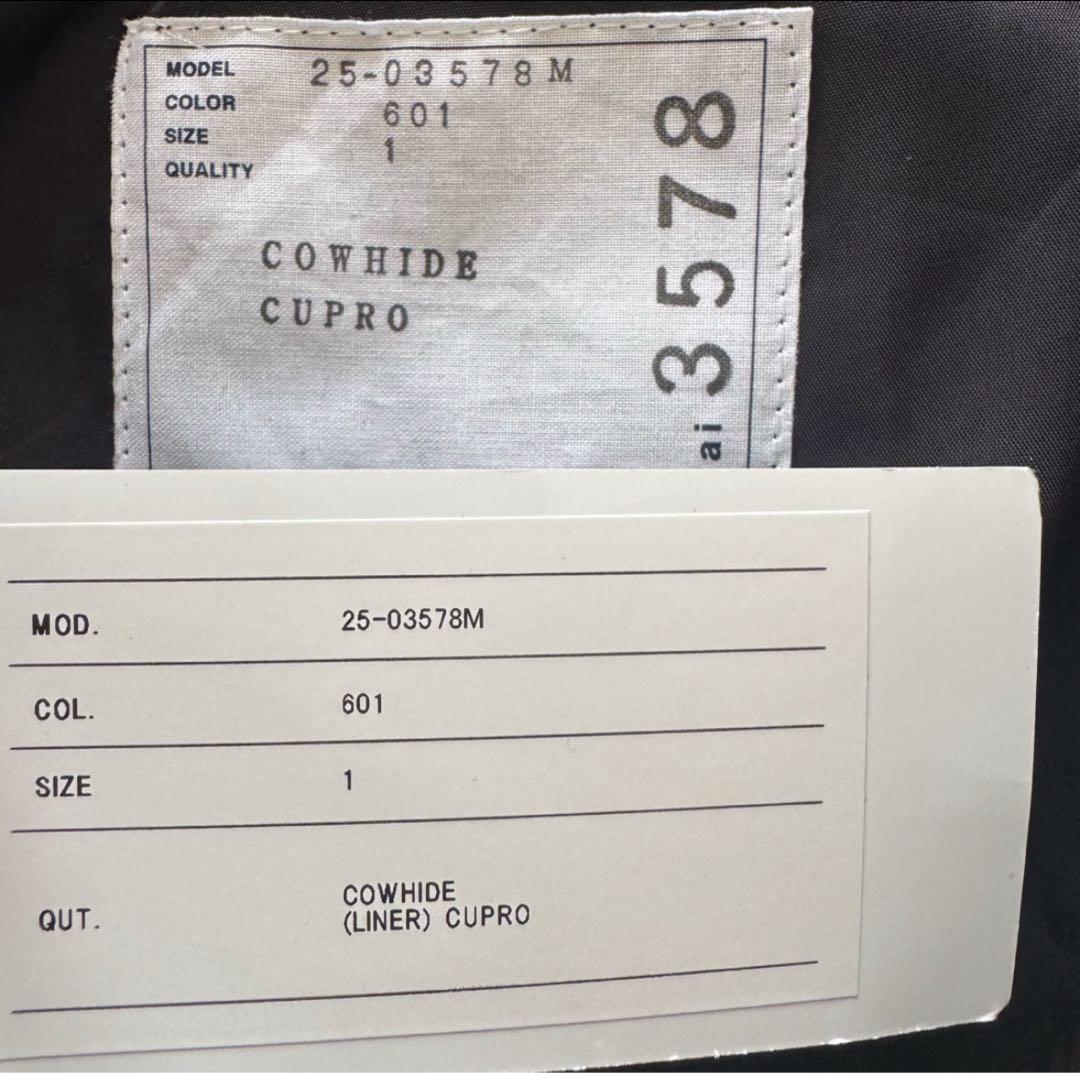 MODEL 25-03578M
COLOR 601
SIZE 1
QUALITY
COWHIDE
CUPRO
ai 3578
MOD. 25-03578M
COL. 601
SIZE 1
QUT. COWHIDE
(LINER) CUPRO